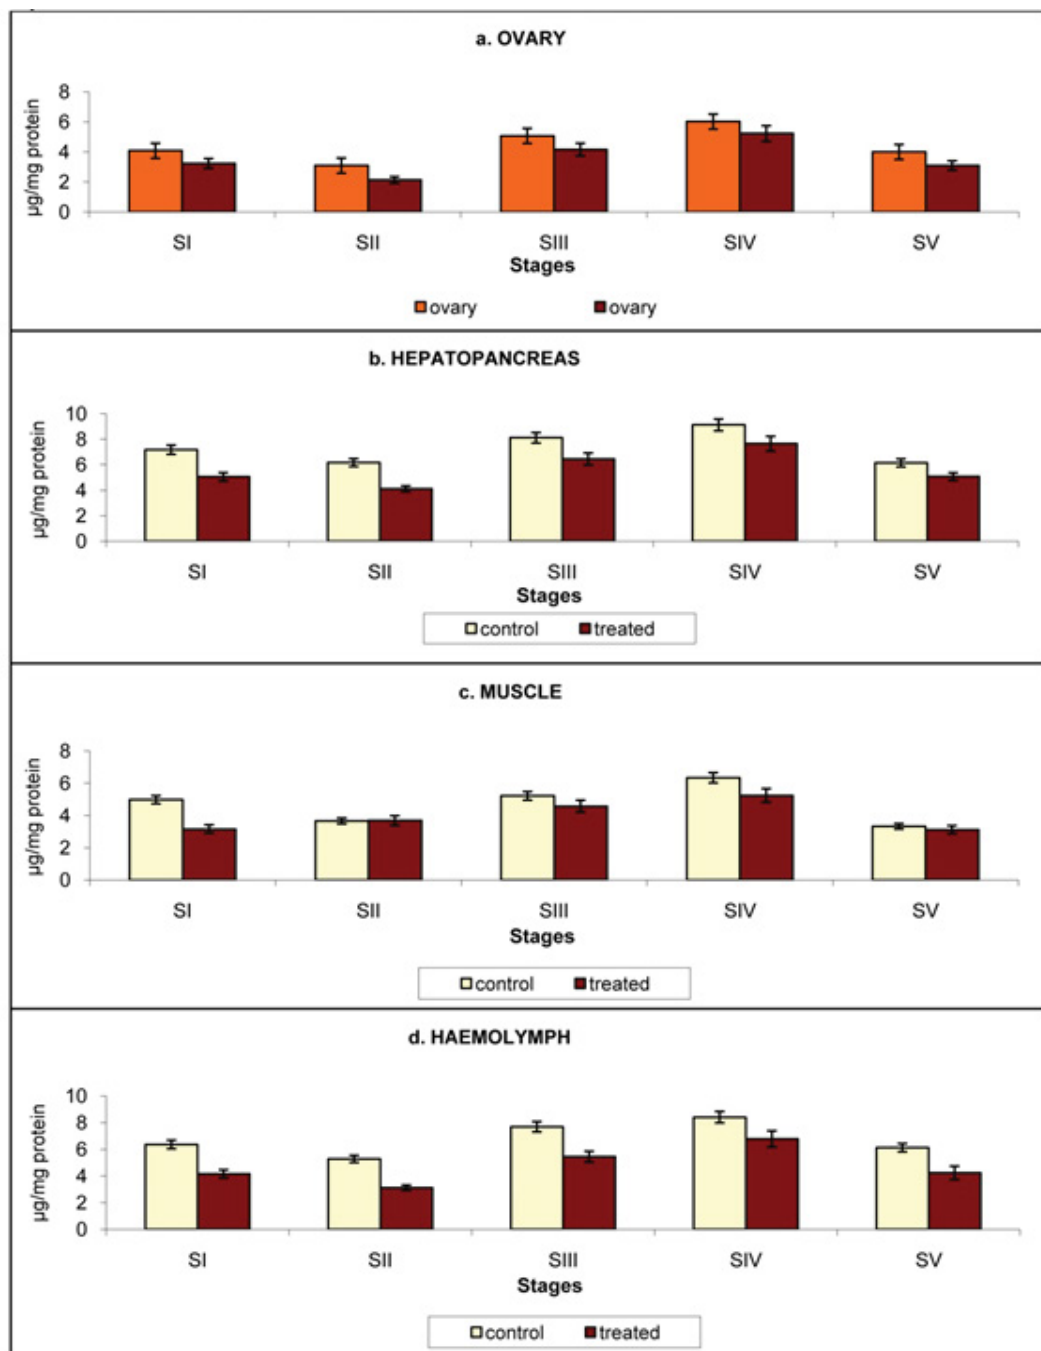 a. OVARY
8
6
4
2
0
µg/mg protein
SI SII SIII SIV SV
Stages
ovary ovary
b. HEPATOPANCREAS
10
8
6
4
2
0
µg/mg protein
SI SII SIII SIV SV
Stages
control treated
c. MUSCLE
8
6
4
2
0
µg/mg protein
SI SII SIII SIV SV
Stages
control treated
d. HAEMOLYMPH
10
8
6
4
2
0
µg/mg protein
SI SII SIII SIV SV
Stages
control treated